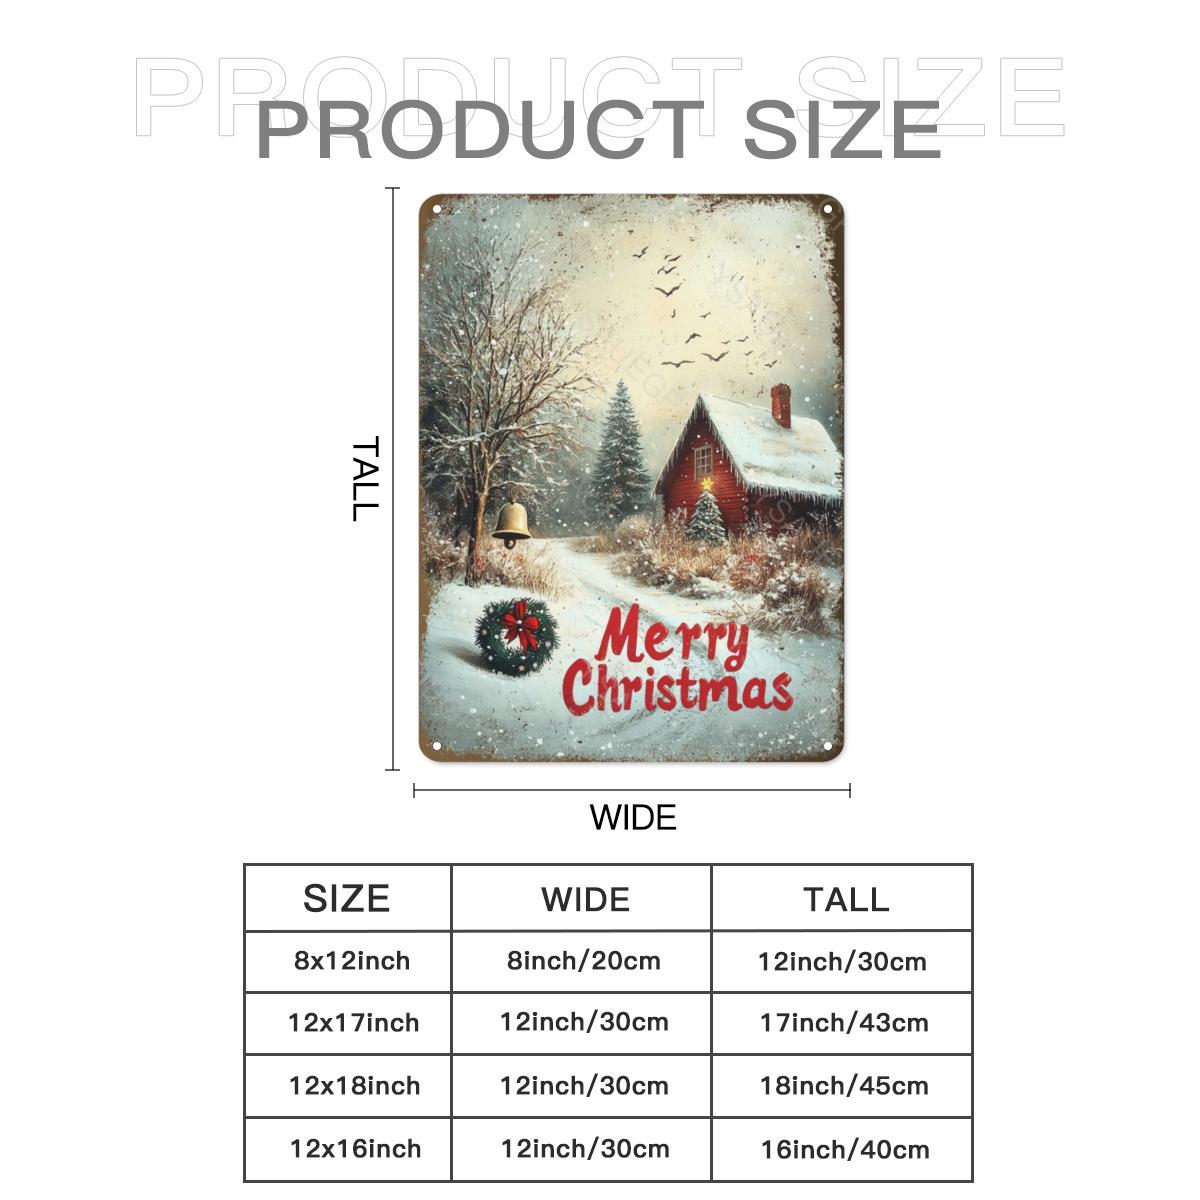 PRODUCT SIZE
PRODUCT SIZE
TALL
Merry
Christmas
WIDE
SIZE WIDE TALL
8x12inch 8inch/20cm 12inch/30cm
12x17inch 12inch/30cm 17inch/43cm
12x18inch 12inch/30cm 18inch/45cm
12x16inch 12inch/30cm 16inch/40cm